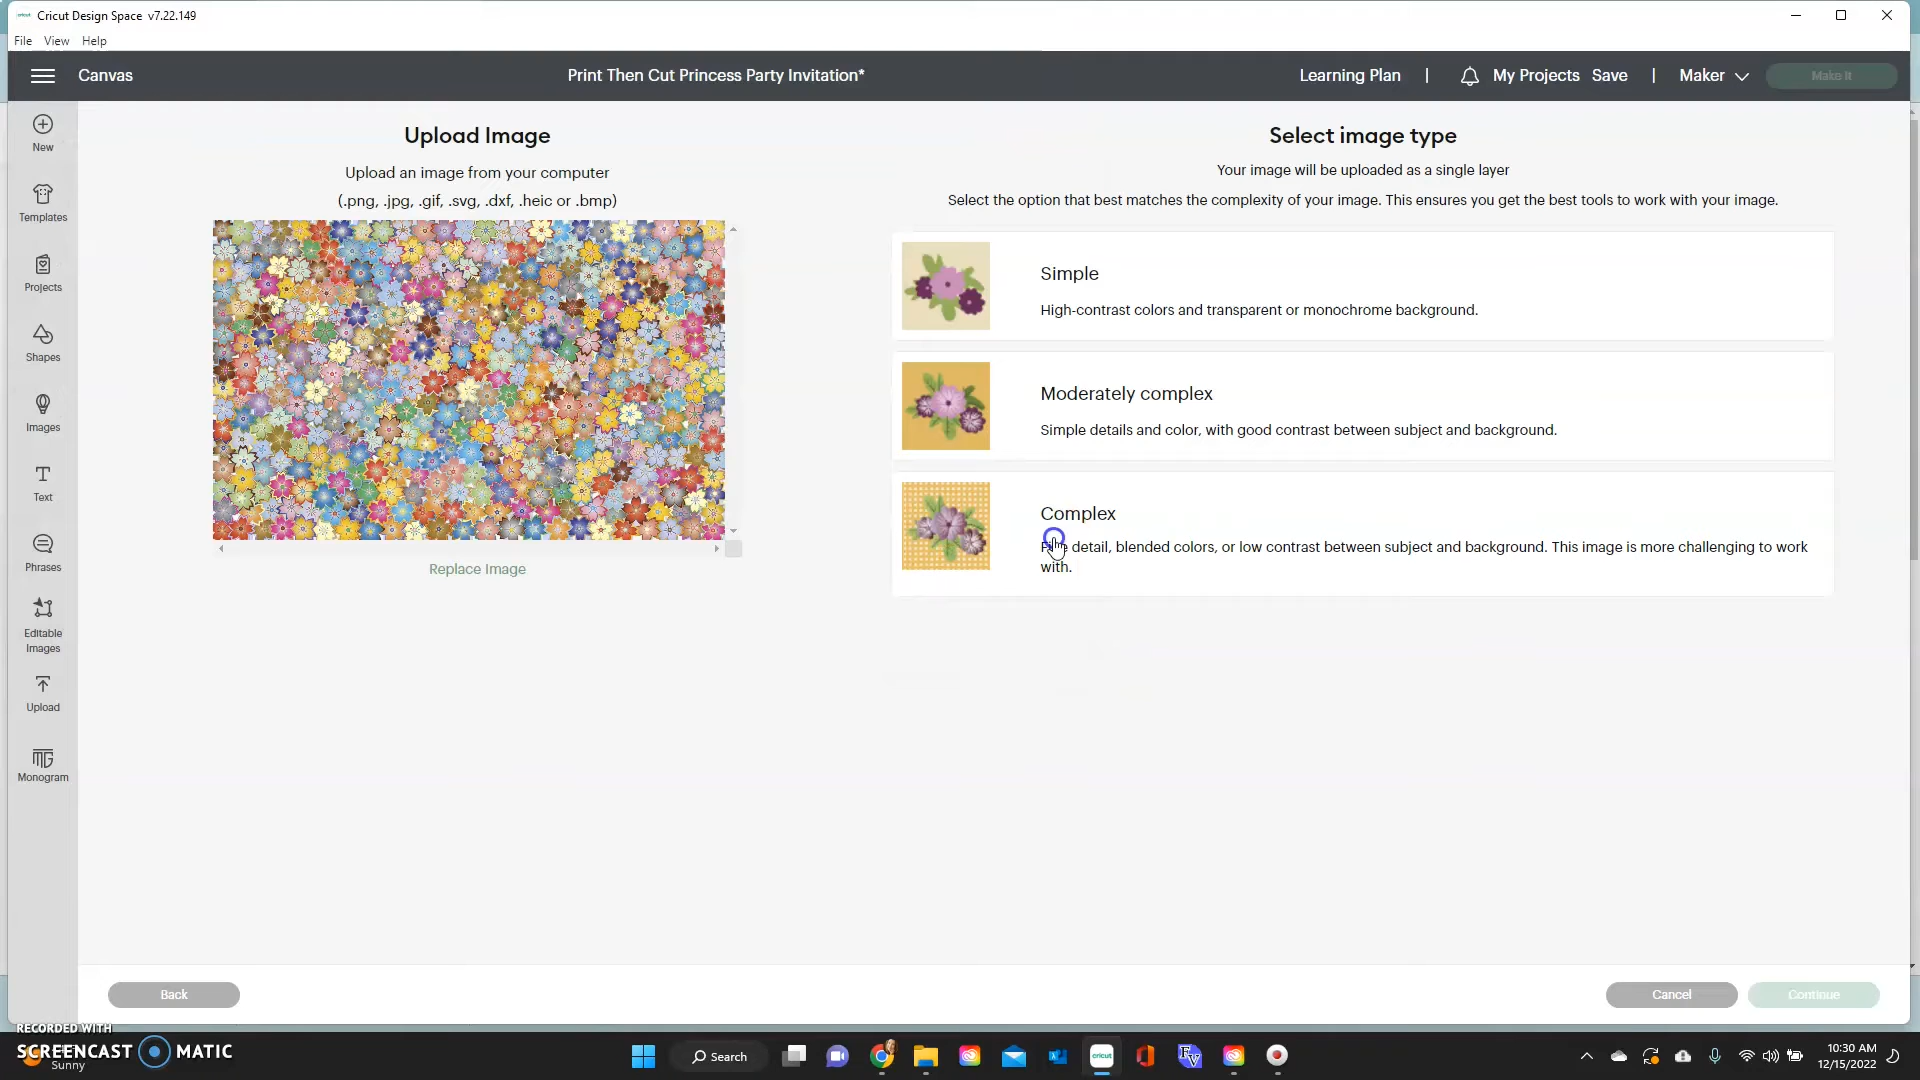 cricut Cricut Design Space v7.22.149
File View Help
Canvas
Print Then Cut Princess Party Invitation*
Learning Plan | My Projects Save | Maker Make It
New
Templates
Projects
Shapes
Images
Text
Phrases
Editable
Images
Upload
Monogram
Upload Image
Upload an image from your computer
(.png, .jpg, .gif, .svg, .dxf, .heic or .bmp)
Replace Image
Select image type
Your image will be uploaded as a single layer
Select the option that best matches the complexity of your image. This ensures you get the best tools to work with your image.
Simple
High-contrast colors and transparent or monochrome background.
Moderately complex
Simple details and color, with good contrast between subject and background.
Complex
Fine detail, blended colors, or low contrast between subject and background. This image is more challenging to work
with.
Back
Cancel Continue
RECORDED WITH
SCREENCAST MATIC
Sunny
Search
cricut
10:30 AM
12/15/2022